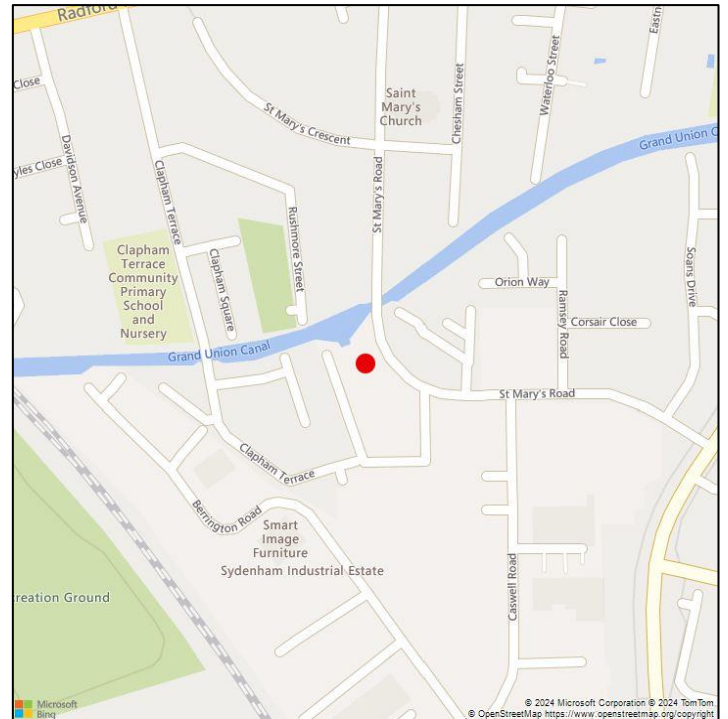 Radford
Close
Davidson Avenue
yles Close
Clapham Terrace
St Mary's Crescent
Saint
Mary's
Church
Chesham Street
Waterloo Street
Eastn
Grand Union C
St Mary's Road
Rushmore Street
Clapham Square
Clapham
Terrace
Community
Primary
School
and
Nursery
Grand Union Canal
Orion Way
Ramsey Road
Corsair Close
Soans Drive
St Mary's Road
Clapham Terrace
Berrington Road
Smart
Image
Furniture
Sydenham Industrial Estate
Caswell Road
reation Ground
Microsoft
Bing
© 2024 Microsoft Corporation © 2024 TomTom
© OpenStreetMap https://www.openstreetmap.org/copyright